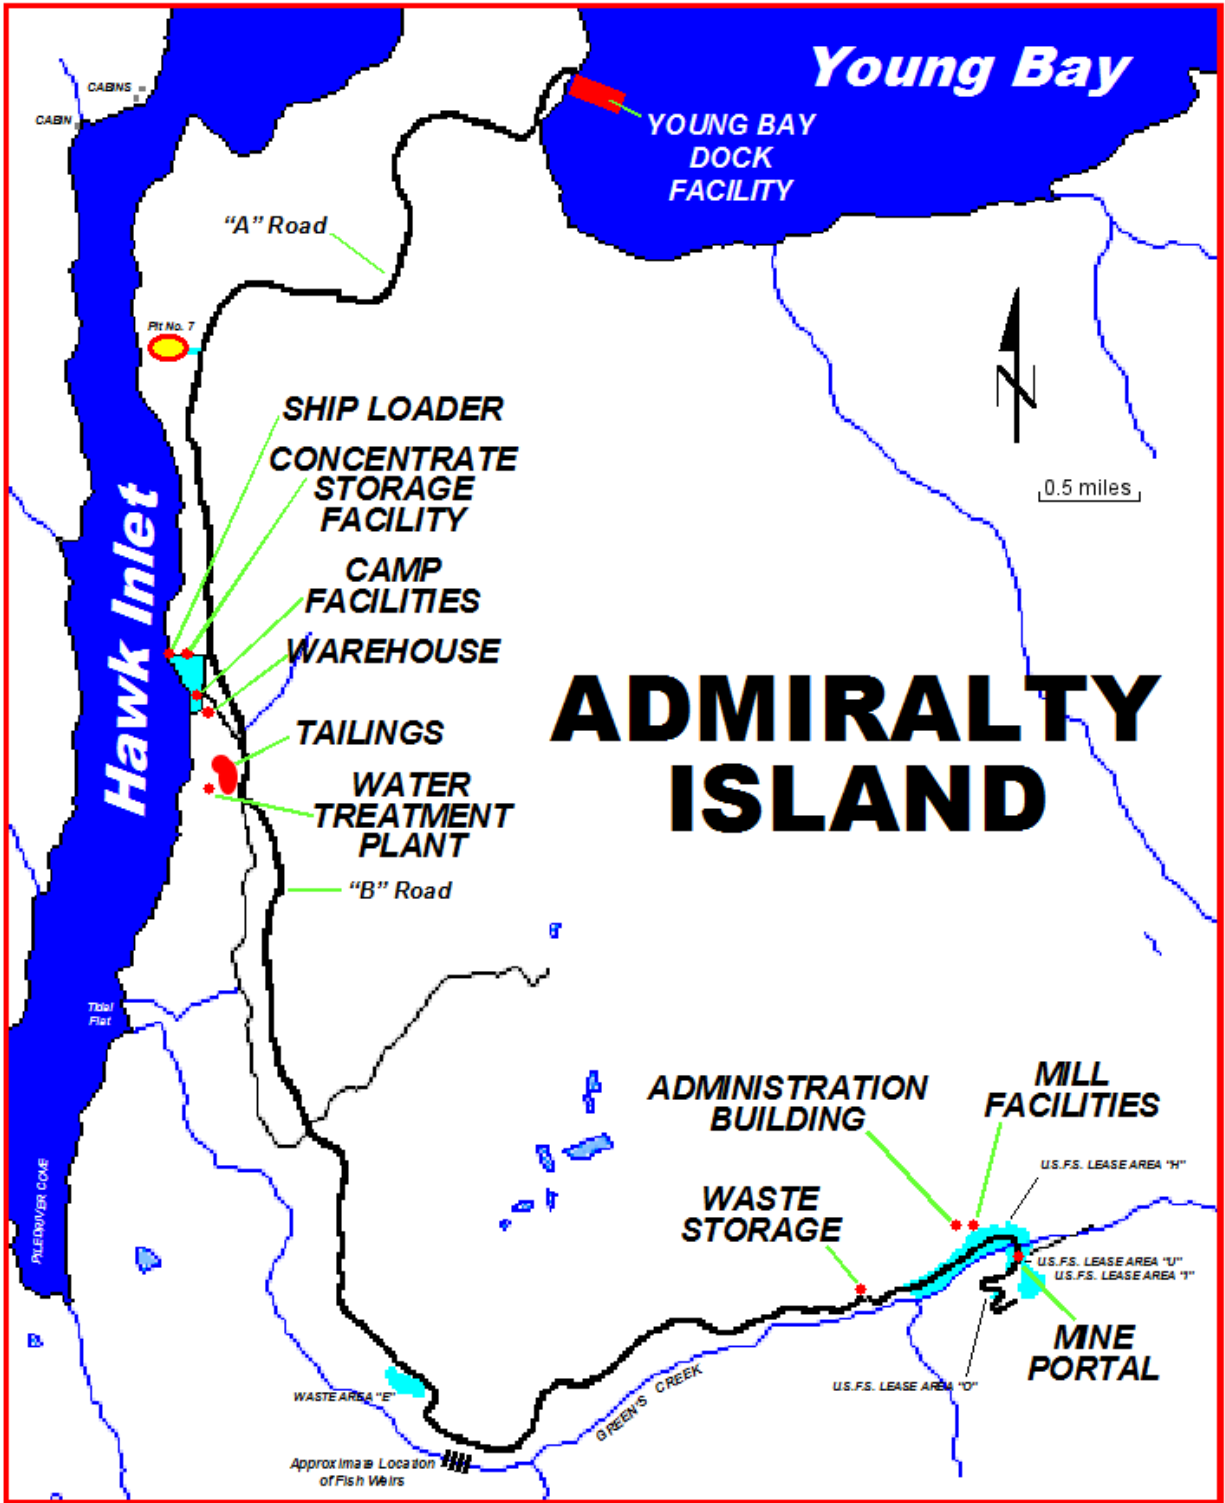 Young Bay
CABINS
CABIN
YOUNG BAY
DOCK
FACILITY
“A” Road
Pit No. 7
N
0.5 miles
SHIP LOADER
CONCENTRATE
STORAGE
FACILITY
Hawk Inlet
CAMP
FACILITIES
WAREHOUSE
ADMIRALTY
ISLAND
TAILINGS
WATER
TREATMENT
PLANT
“B” Road
Tidal
Flat
ADMINISTRATION
BUILDING
MILL
FACILITIES
U.S.F.S. LEASE AREA “H”
PILEDRIVER COVE
WASTE
STORAGE
U.S.F.S. LEASE AREA “U”
U.S.F.S. LEASE AREA “I”
MINE
PORTAL
U.S.F.S. LEASE AREA “O”
WASTE AREA “E”
GREEN'S CREEK
Approximate Location
of Fish Weirs